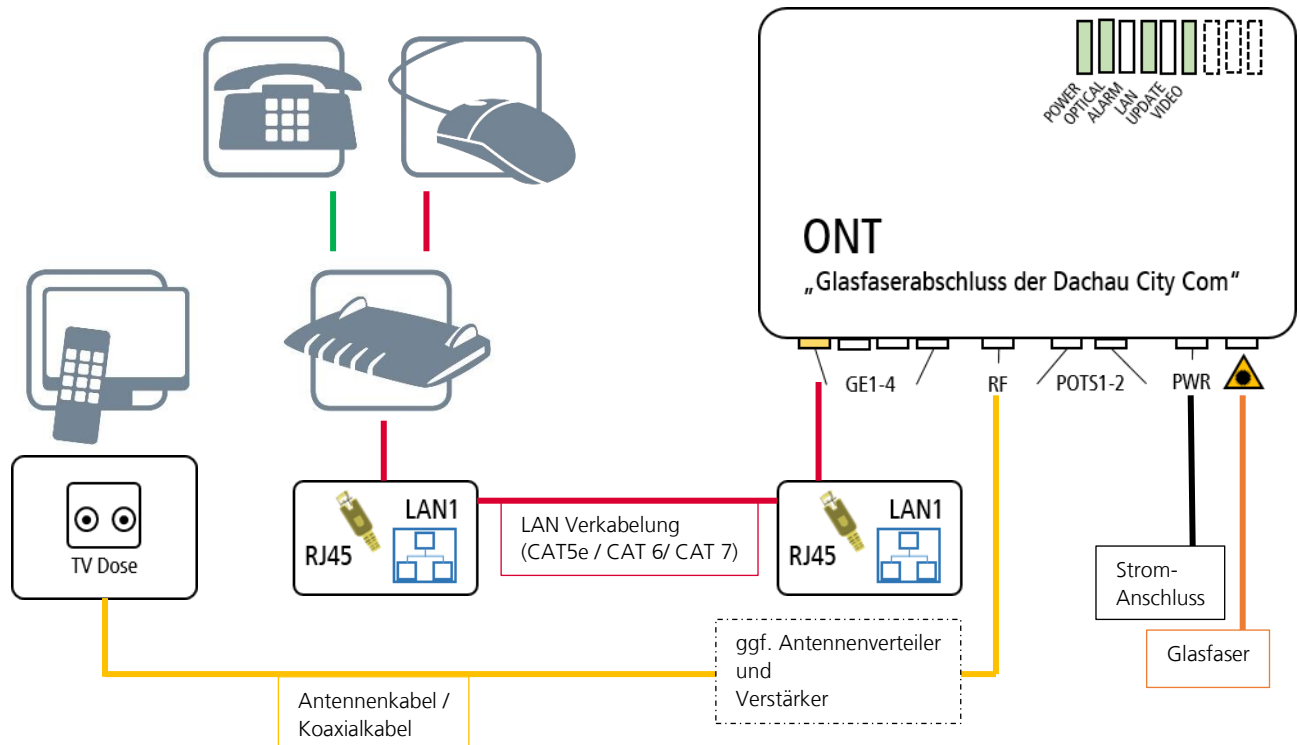 POWER
OPTICAL
ALARM
LAN
UPDATE
VIDEO
ONT
„Glasfaserabschluss der Dachau City Com“
GE1-4
RF
POTS1-2
PWR
TV Dose
RJ45
LAN1
LAN Verkabelung
(CAT5e / CAT 6/ CAT 7)
RJ45
LAN1
Strom-
Anschluss
Glasfaser
ggf. Antennenverteiler
und
Verstärker
Antennenkabel /
Koaxialkabel